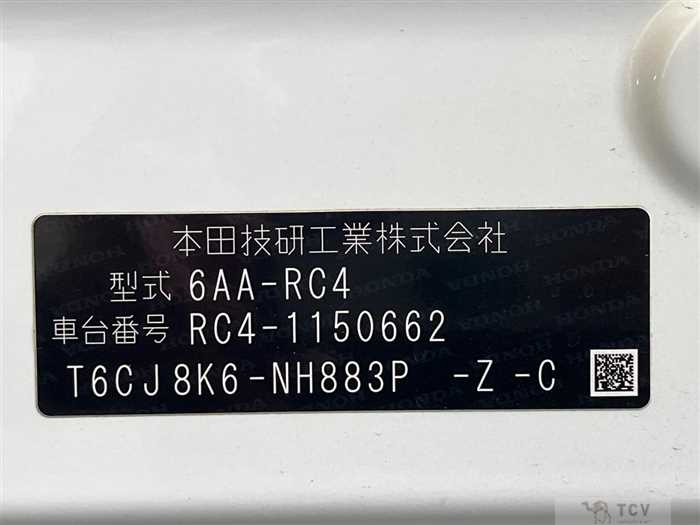 本田技研工業株式会社
型式 6AA-RC4
車台番号 RC4-1150662
T6CJ8K6-NH883P -Z-C
TCV